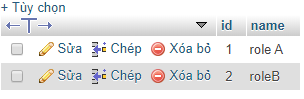 + Tùy chọn
id name
Sửa Chép Xóa bỏ 1 role A
Sửa Chép Xóa bỏ 2 roleB